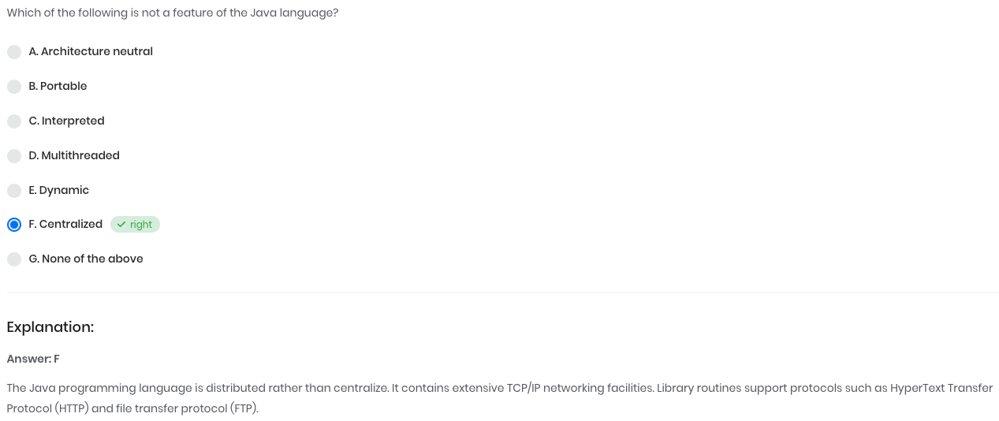 Which of the following is not a feature of the Java language?
A. Architecture neutral
B. Portable
C. Interpreted
D. Multithreaded
E. Dynamic
F. Centralized right
G. None of the above
Explanation:
Answer: F
The Java programming language is distributed rather than centralize. It contains extensive TCP/IP networking facilities. Library routines support protocols such as HyperText Transfer
Protocol (HTTP) and file transfer protocol (FTP).